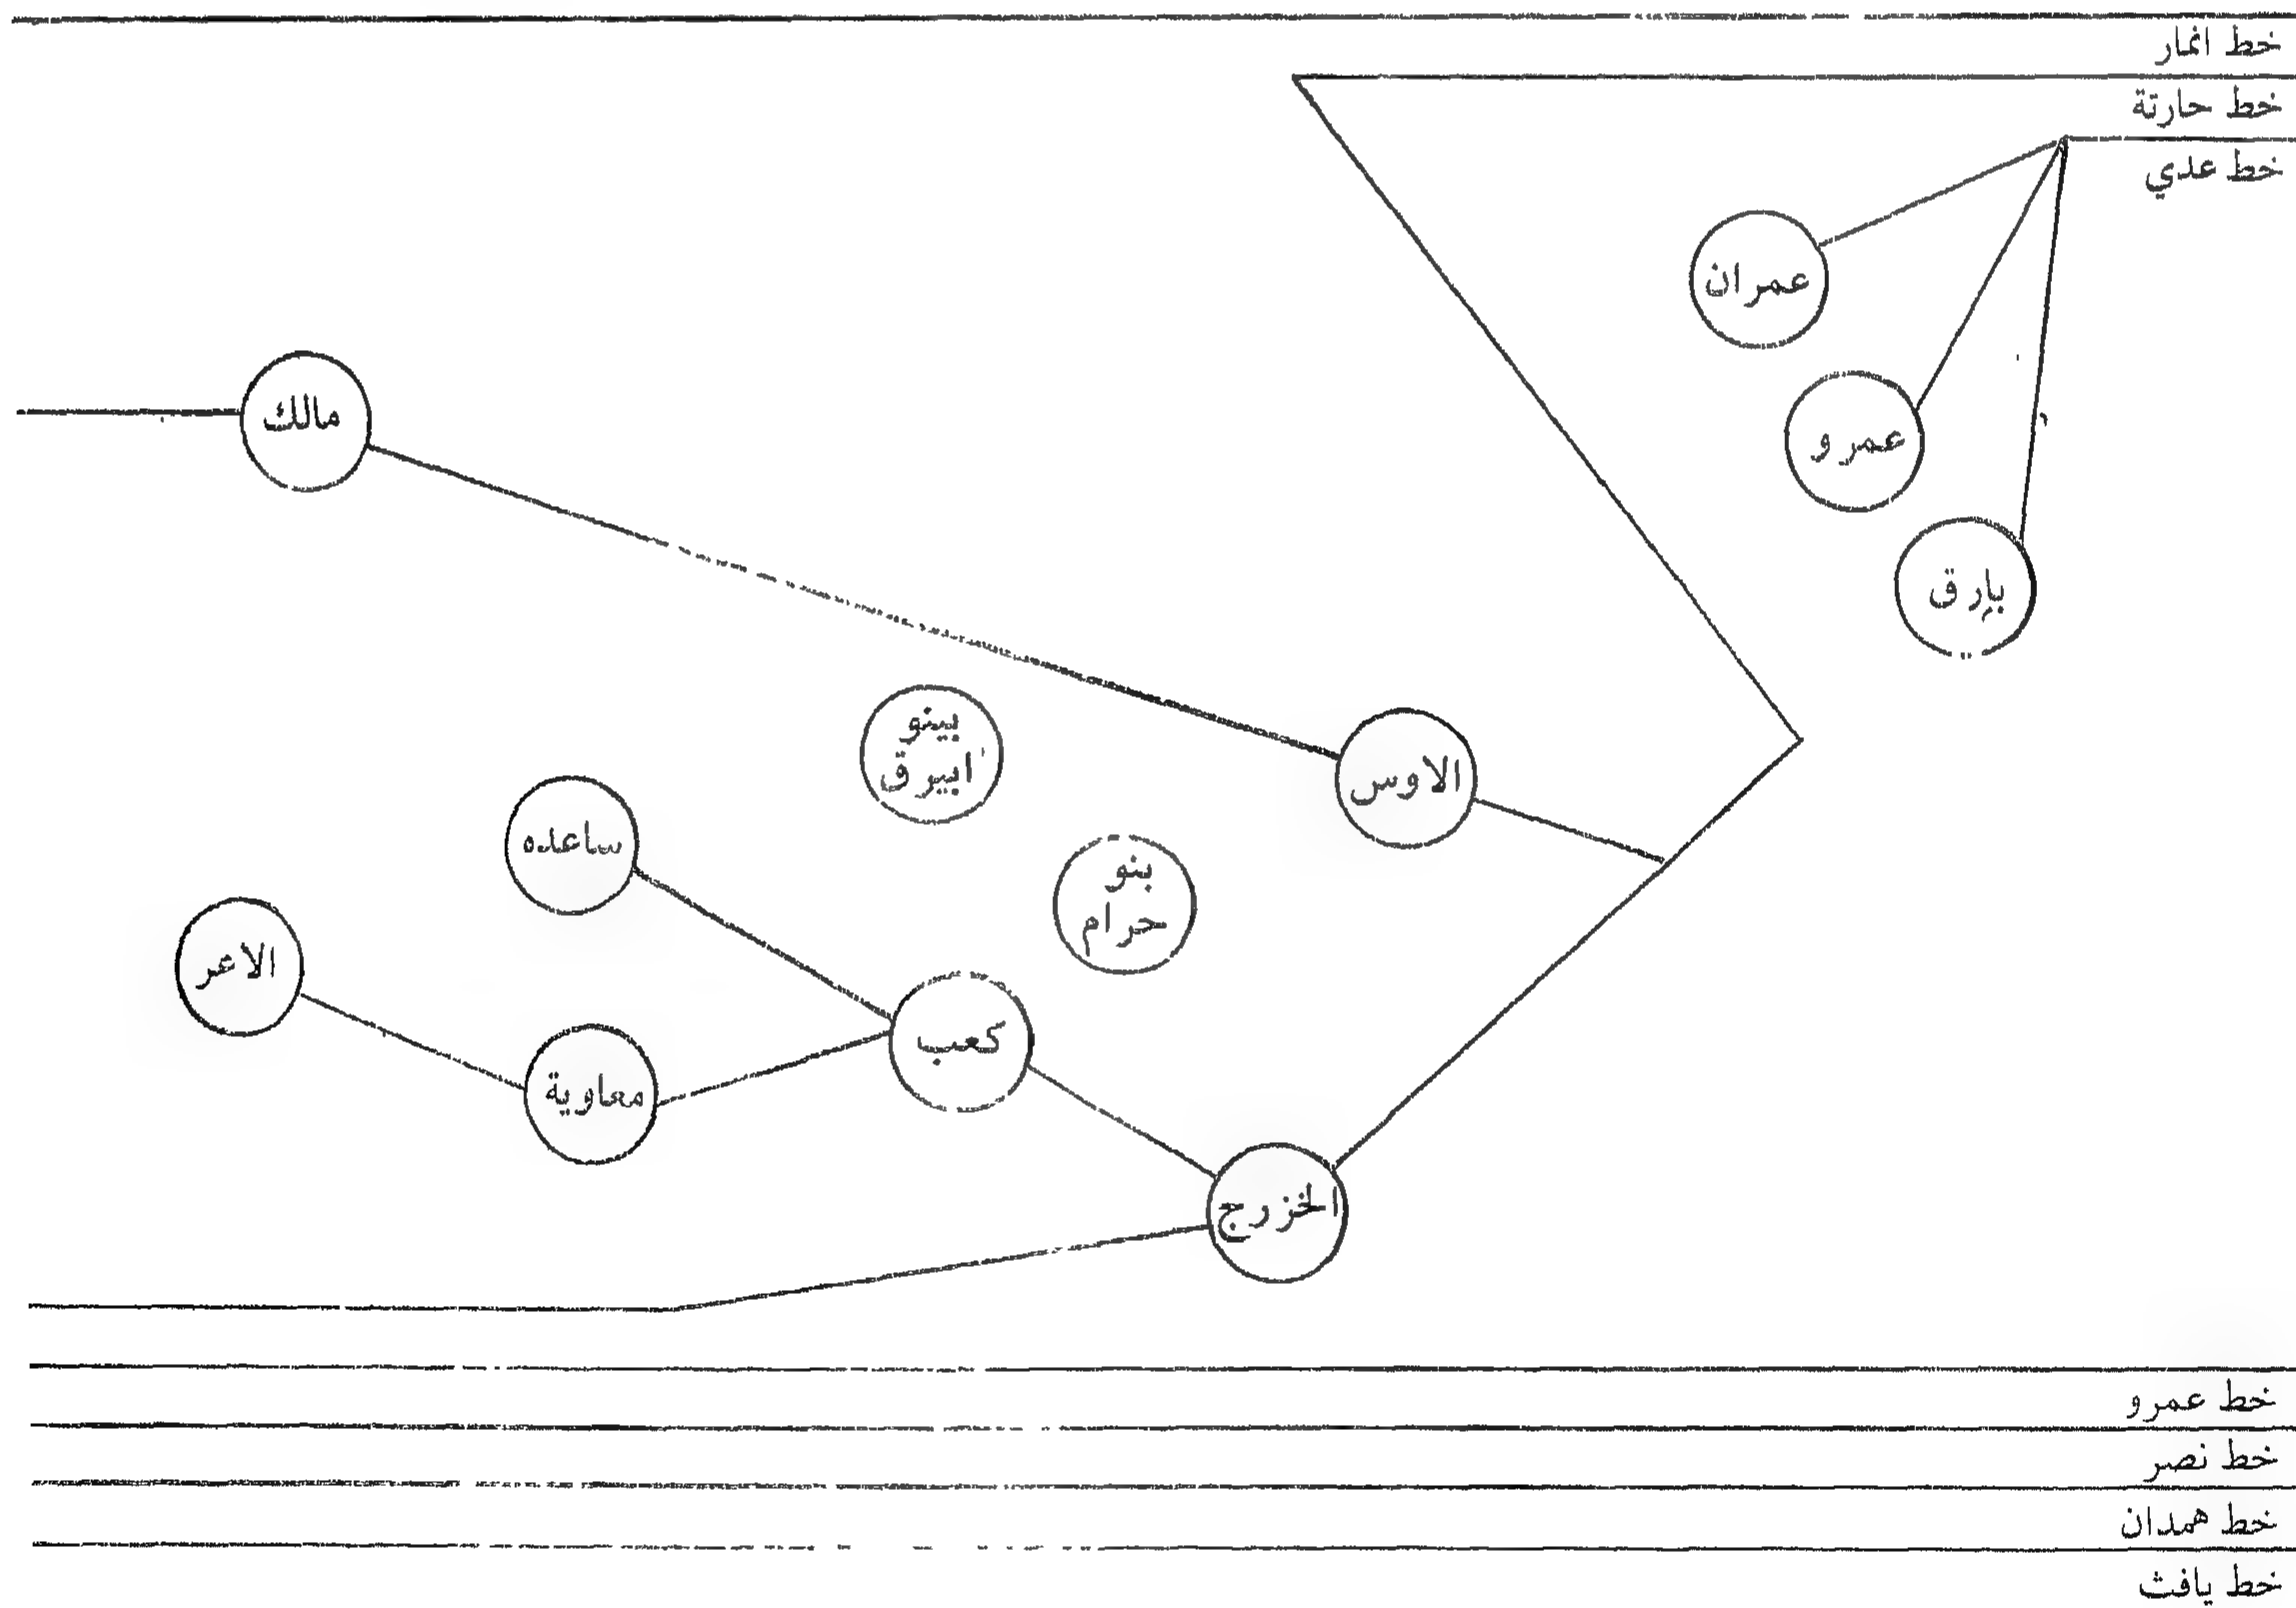 خط انمار
خط حارتة
خط عدي
عمران
عمرو
بارق
مالك
الاوس
بينو
ابيرق
بنو
حرام
ساعده
كعب
الاعر
معاوية
الخزرج
خط عمرو
خط نصر
خط همدان
خط يافث